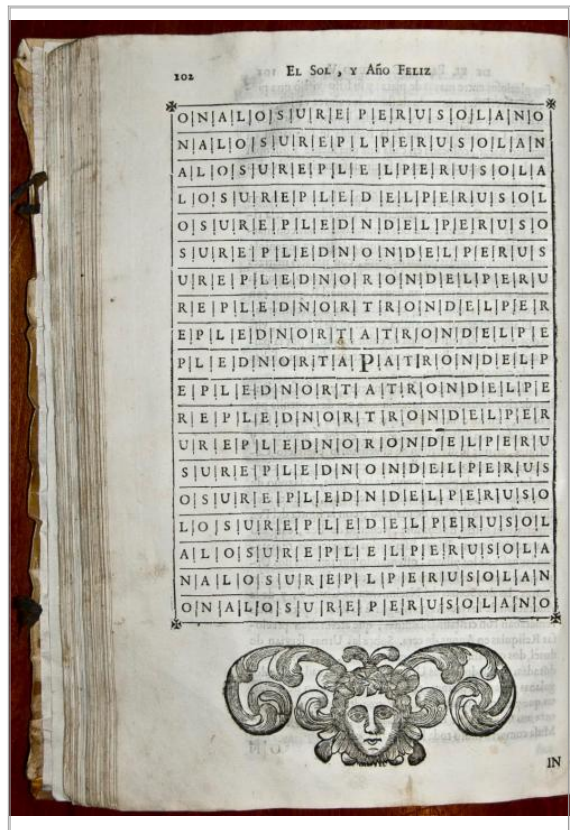 102
EL SOL, Y AÑO FELIZ
O|N|A|L|O|S|U|R|E|P|E|R|U|S|O|L|A|N|O
N|A|L|O|S|U|R|E|P|L|P|E|R|U|S|O|L|A|N
A|L|O|S|U|R|E|P|L|E|L|P|E|R|U|S|O|L|A
L|O|S|U|R|E|P|L|E|D|E|L|P|E|R|U|S|O|L
O|S|U|R|E|P|L|E|D|N|D|E|L|P|E|R|U|S|O
S|U|R|E|P|L|E|D|N|O|N|D|E|L|P|E|R|U|S
U|R|E|P|L|E|D|N|O|R|O|N|D|E|L|P|E|R|U
R|E|P|L|E|D|N|O|R|T|R|O|N|D|E|L|P|E|R
E|P|L|E|D|N|O|R|T|A|T|R|O|N|D|E|L|P|E
P|L|E|D|N|O|R|T|A|P|A|T|R|O|N|D|E|L|P
E|P|L|E|D|N|O|R|T|A|T|R|O|N|D|E|L|P|E
R|E|P|L|E|D|N|O|R|T|R|O|N|D|E|L|P|E|R
U|R|E|P|L|E|D|N|O|R|O|N|D|E|L|P|E|R|U
S|U|R|E|P|L|E|D|N|O|N|D|E|L|P|E|R|U|S
O|S|U|R|E|P|L|E|D|N|D|E|L|P|E|R|U|S|O
L|O|S|U|R|E|P|L|E|D|E|L|P|E|R|U|S|O|L
A|L|O|S|U|R|E|P|L|E|L|P|E|R|U|S|O|L|A
N|A|L|O|S|U|R|E|P|L|P|E|R|U|S|O|L|A|N
O|N|A|L|O|S|U|R|E|P|E|R|U|S|O|L|A|N|O
IN